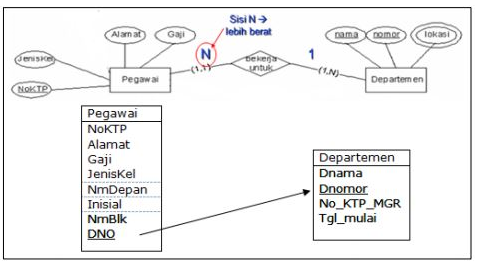 Sisi N →
lebih berat
Alamat
Gaji
nama
nomor
lokasi
N
1
JenisKel
bekerja
untuk
Pegawai
(1,1)
(1,N)
Departemen
NoKTP
Pegawai
NoKTP
Alamat
Gaji
JenisKel
NmDepan
Inisial
NmBlk
DNO
Departemen
Dnama
Dnomor
No_KTP_MGR
Tgl_mulai